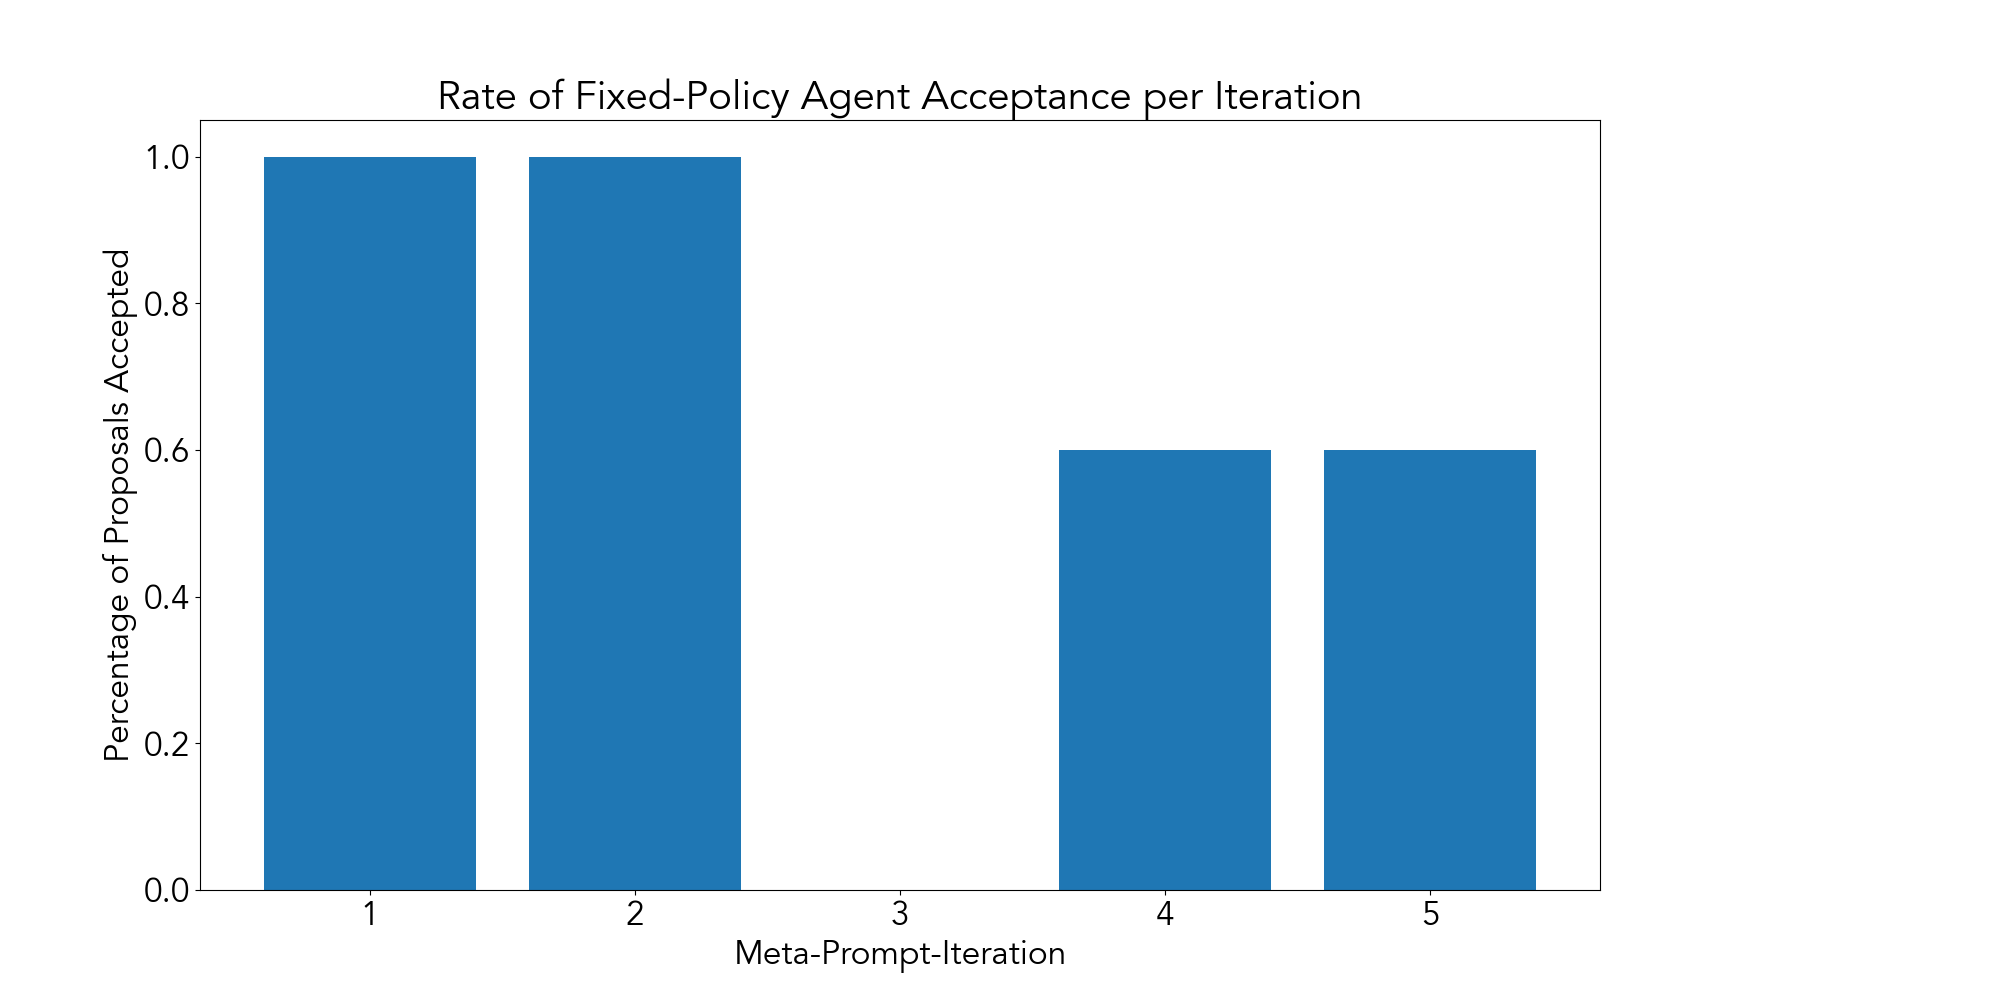 Rate of Fixed-Policy Agent Acceptance per Iteration
Percentage of Proposals Accepted
1.0
0.8
0.6
0.4
0.2
0.0
1 2 3 4 5
Meta-Prompt-Iteration